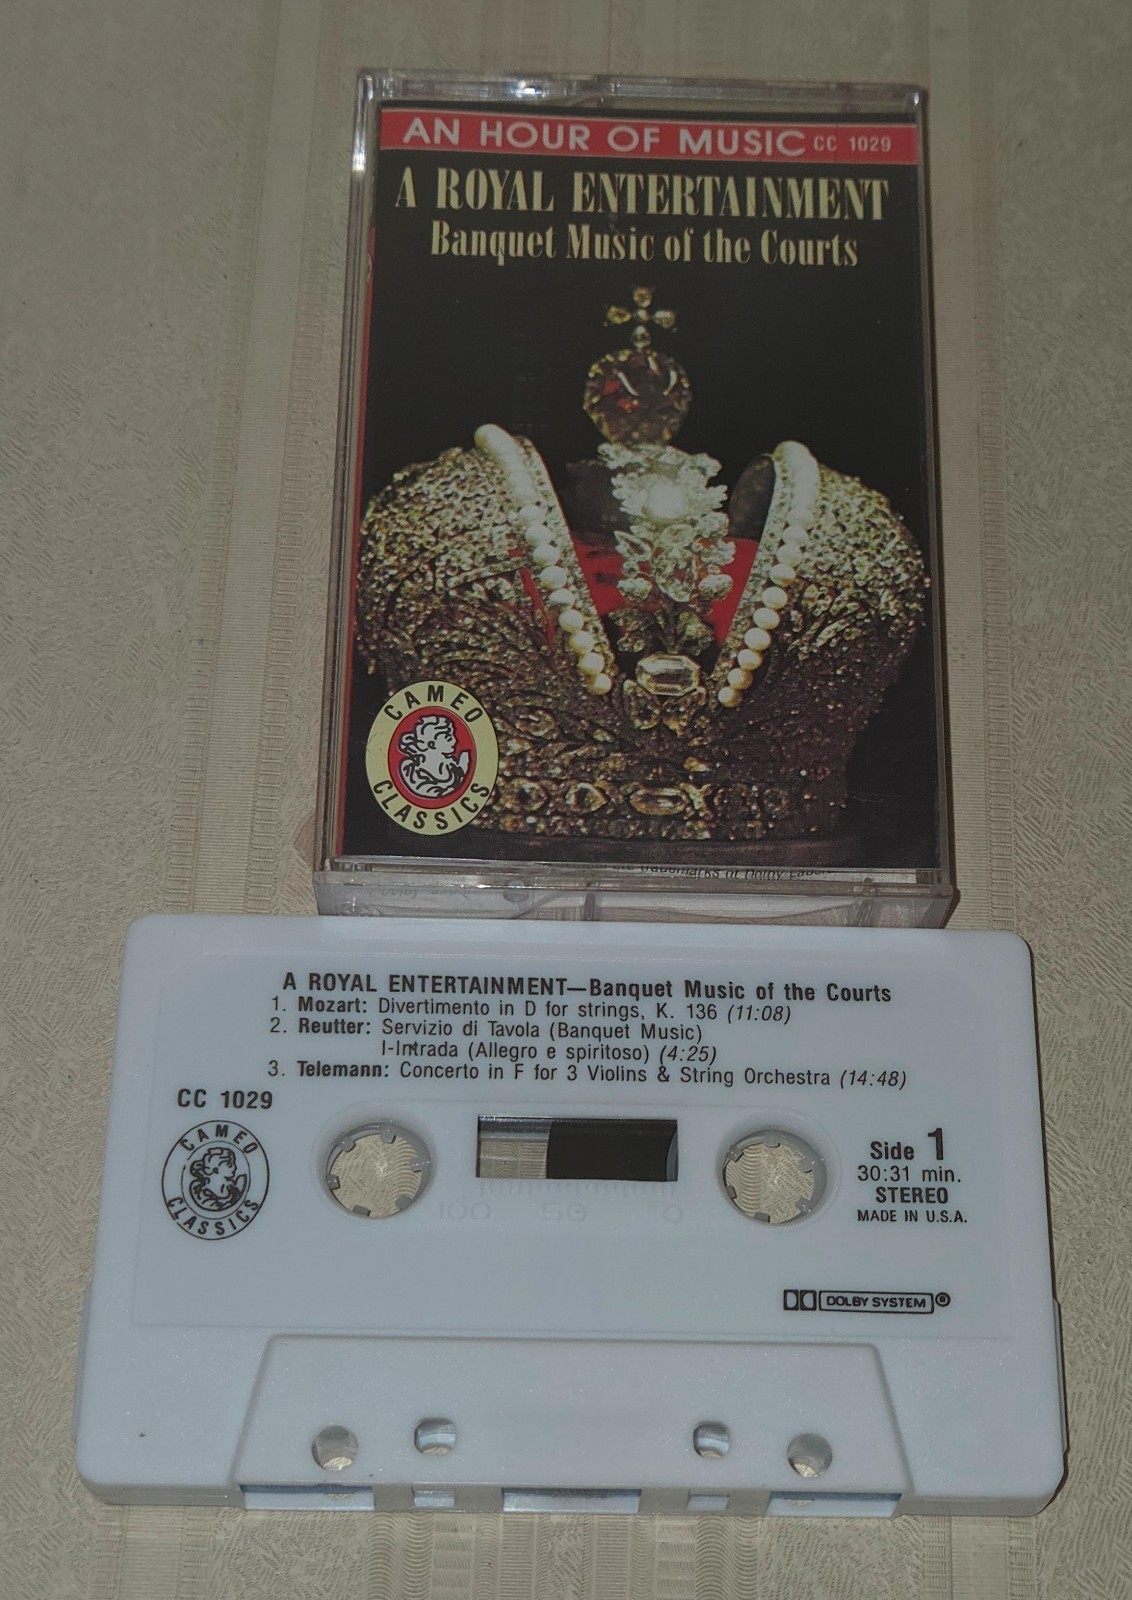 AN HOUR OF MUSIC CC 1029
A ROYAL ENTERTAINMENT
Banquet Music of the Courts
CAMEO
CLASSICS
Trademarks of Dolby
A ROYAL ENTERTAINMENT—Banquet Music of the Courts
1. Mozart: Divertimento in D for strings, K. 136 (11:08)
2. Reutter: Servizio di Tavola (Banquet Music)
I-Intrada (Allegro e spiritoso) (4:25)
3. Telemann: Concerto in F for 3 Violins & String Orchestra (14:48)
CC 1029
CAMEO
CLASSICS
100 50 0
Side 1
30:31 min.
STEREO
MADE IN U.S.A.
DOLBY SYSTEM ®